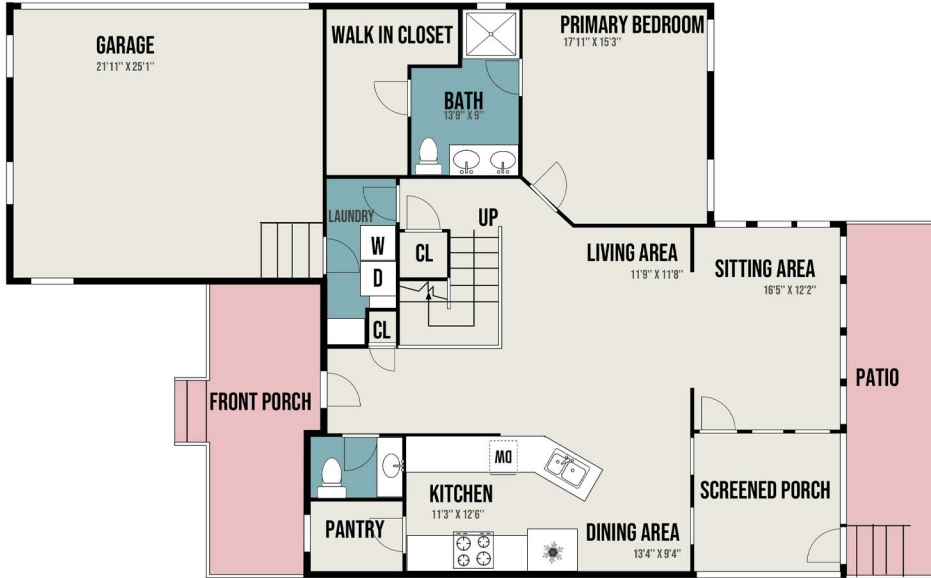 GARAGE
21'11" X 25'1"
WALK IN CLOSET
PRIMARY BEDROOM
17'11" X 15'3"
BATH
13'9" X 9"
LAUNDRY
W
D
CL
CL
UP
LIVING AREA
11'9" X 11'8"
SITTING AREA
16'5" X 12'2"
PATIO
FRONT PORCH
DW
KITCHEN
11'3" X 12'6"
PANTRY
DINING AREA
13'4" X 9'4"
SCREENED PORCH